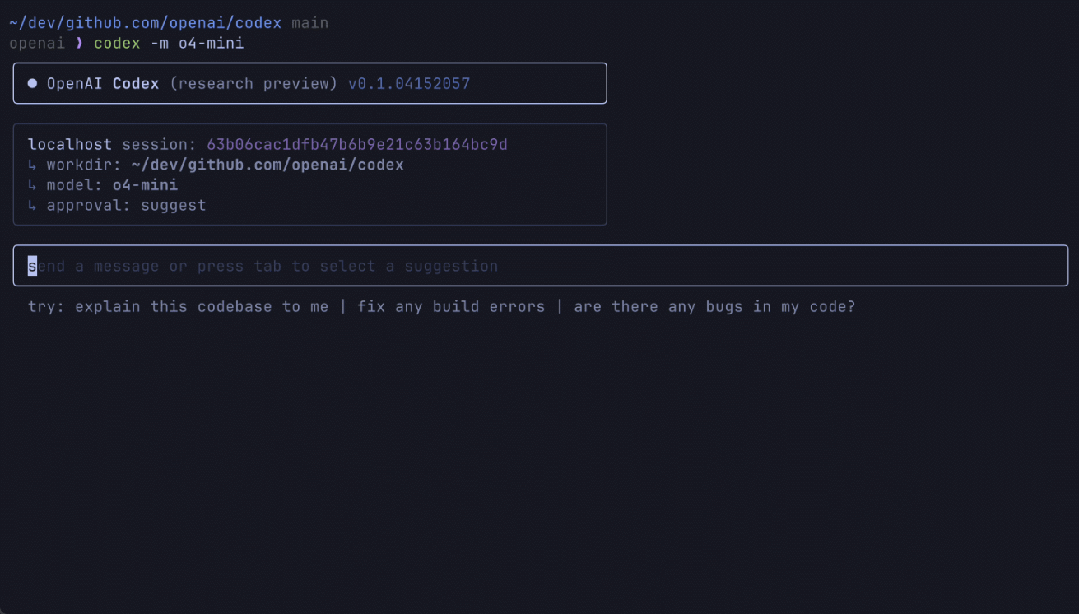 ~/dev/github.com/openai/codex main
openai ❯ codex -m o4-mini
● OpenAI Codex (research preview) v0.1.04152057
localhost session: 63b06cac1dfb47b6b9e21c63b164bc9d
↳ workdir: ~/dev/github.com/openai/codex
↳ model: o4-mini
↳ approval: suggest
send a message or press tab to select a suggestion
try: explain this codebase to me | fix any build errors | are there any bugs in my code?